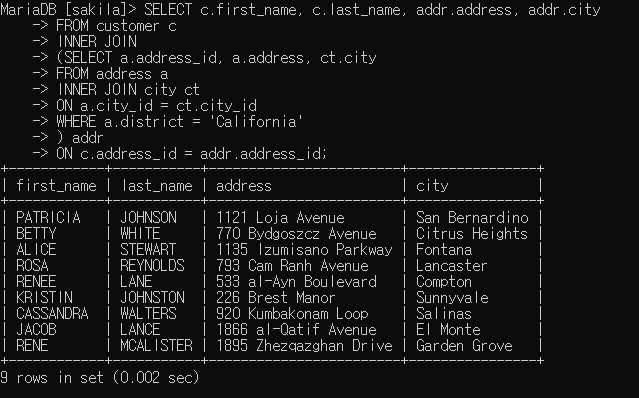 MariaDB [sakila]> SELECT c.first_name, c.last_name, addr.address, addr.city
    -> FROM customer c
    -> INNER JOIN
    -> (SELECT a.address_id, a.address, ct.city
    -> FROM address a
    -> INNER JOIN city ct
    -> ON a.city_id = ct.city_id
    -> WHERE a.district = 'California'
    -> ) addr
    -> ON c.address_id = addr.address_id;
+------------+-----------+------------------------+----------------+
| first_name | last_name | address                | city           |
+------------+-----------+------------------------+----------------+
| PATRICIA   | JOHNSON   | 1121 Loja Avenue       | San Bernardino |
| BETTY      | WHITE     | 770 Bydgoszcz Avenue   | Citrus Heights |
| ALICE      | STEWART   | 1135 Izumisano Parkway | Fontana        |
| ROSA       | REYNOLDS  | 793 Cam Ranh Avenue    | Lancaster      |
| RENEE      | LANE      | 533 al-Ayn Boulevard   | Compton        |
| KRISTIN    | JOHNSTON  | 226 Brest Manor        | Sunnyvale      |
| CASSANDRA  | WALTERS   | 920 Kumbakonam Loop    | Salinas        |
| JACOB      | LANCE     | 1866 al-Qatif Avenue   | El Monte       |
| RENE       | MCALISTER | 1895 Zhezqazghan Drive | Garden Grove   |
+------------+-----------+------------------------+----------------+
9 rows in set (0.002 sec)